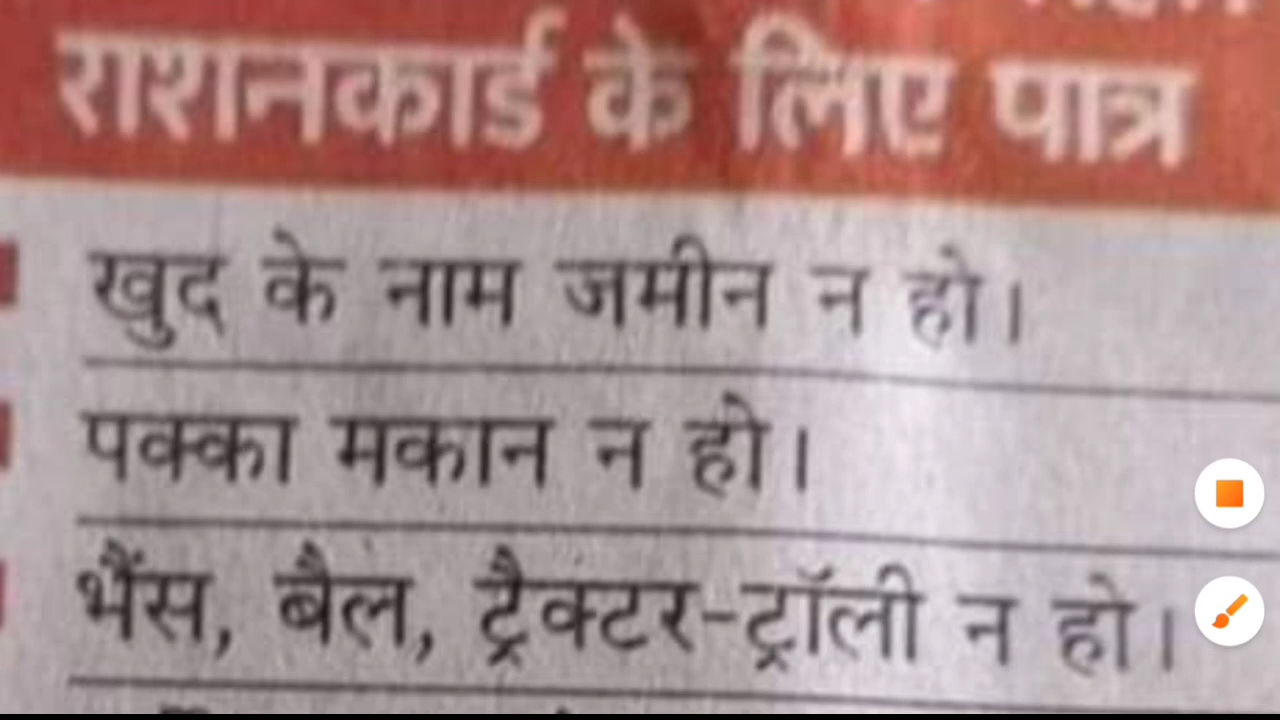 राशनकार्ड के लिए पात्र
खुद के नाम जमीन न हो।
पक्का मकान न हो।
भैंस, बैल, ट्रैक्टर-ट्रॉली न हो।